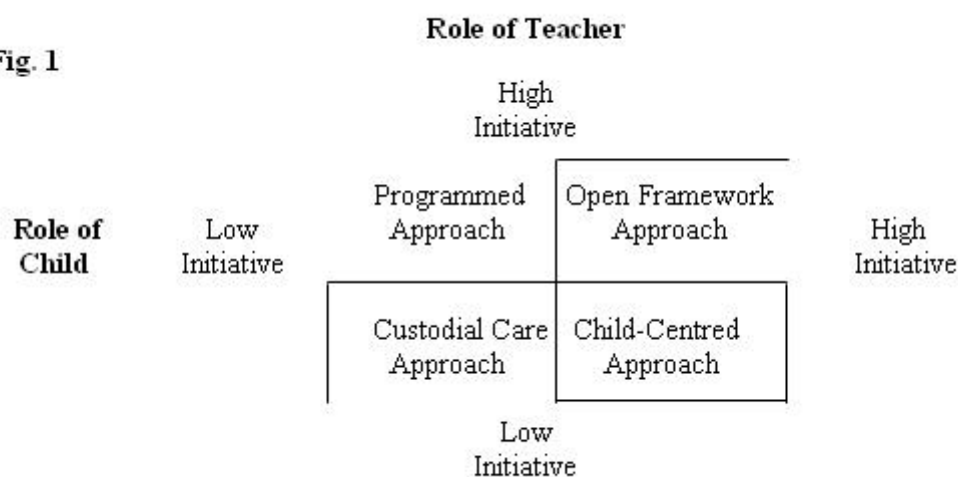 Role of Teacher
Fig. 1
High
Initiative
Programmed
Approach
Open Framework
Approach
Role of
Child
Low
Initiative
High
Initiative
Custodial Care
Approach
Child-Centred
Approach
Low
Initiative